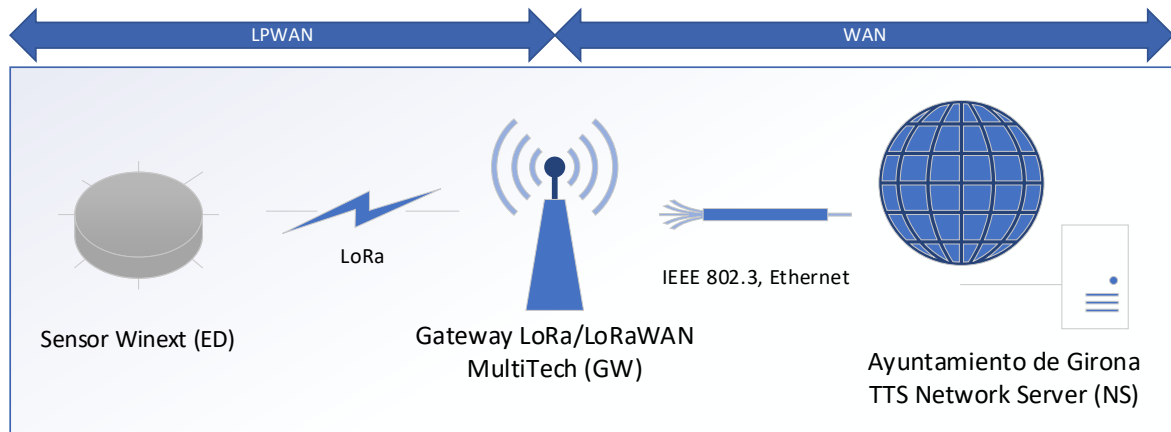 LPWAN
WAN
LoRa
IEEE 802.3, Ethernet
Sensor Winext (ED)
Gateway LoRa/LoRaWAN
MultiTech (GW)
Ayuntamiento de Girona
TTS Network Server (NS)